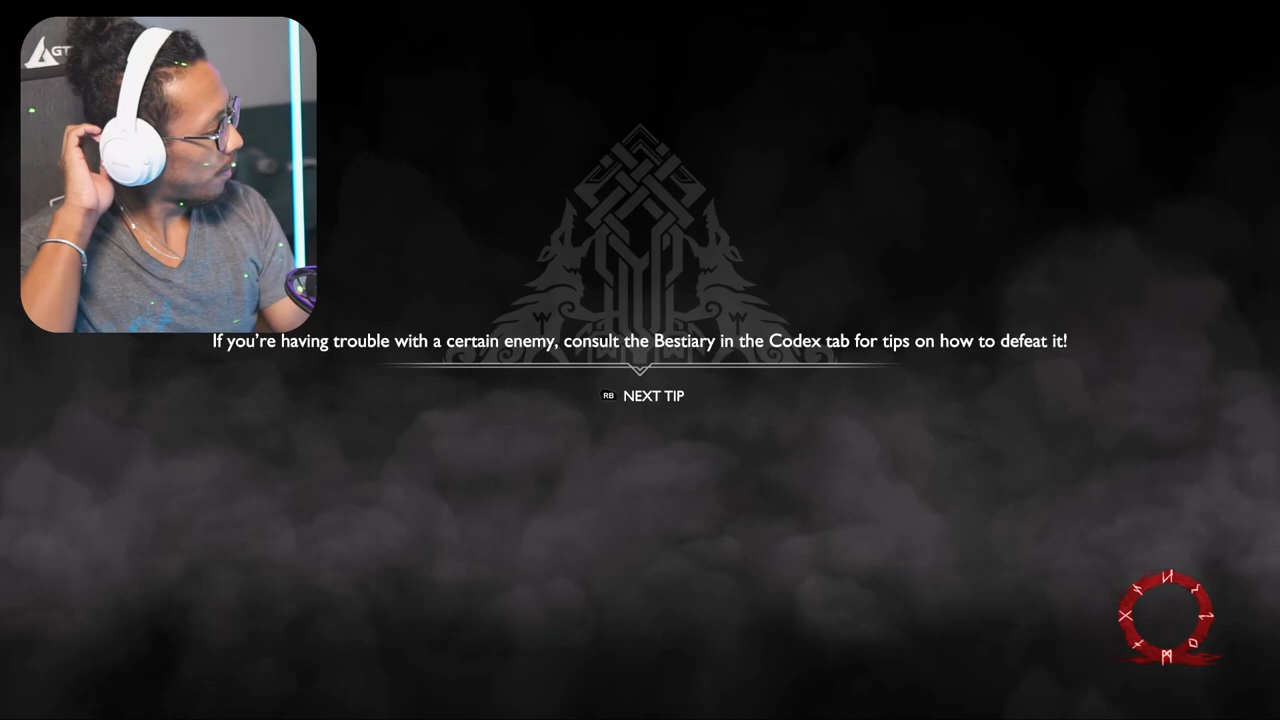 GT
If you're having trouble with a certain enemy, consult the Bestiary in the Codex tab for tips on how to defeat it!
RB NEXT TIP